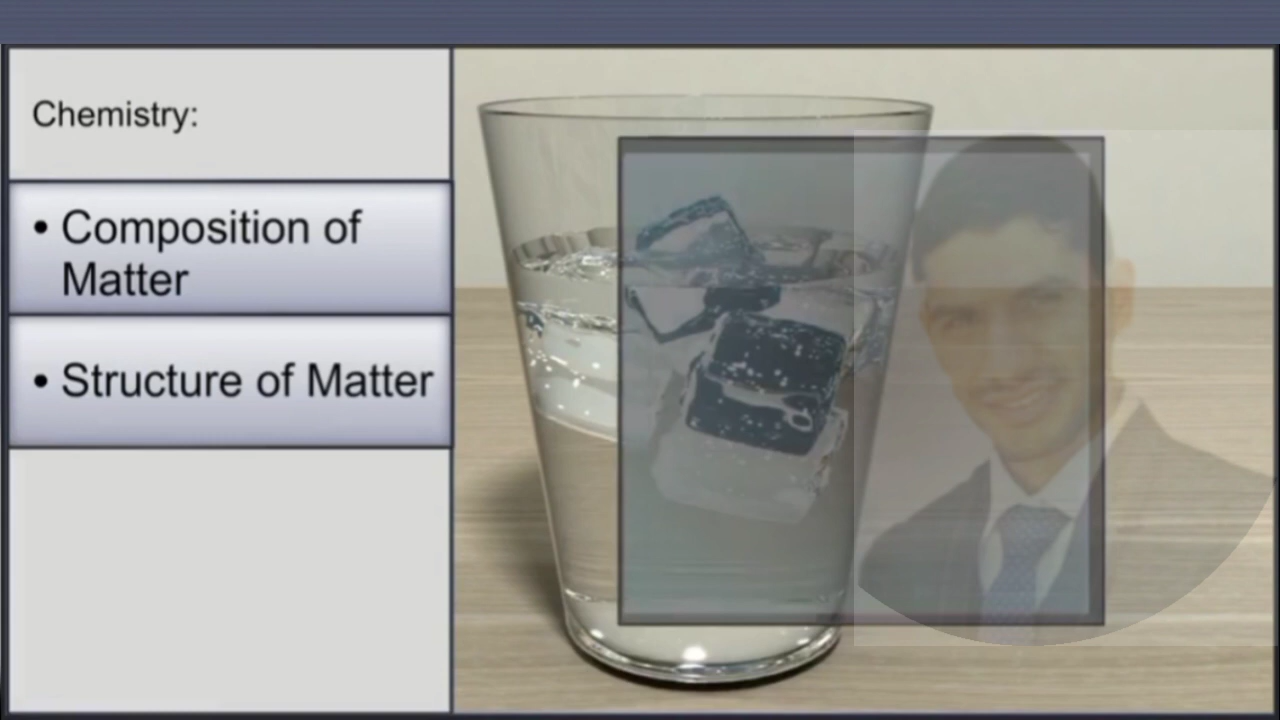 Chemistry:
• Composition of
Matter
• Structure of Matter